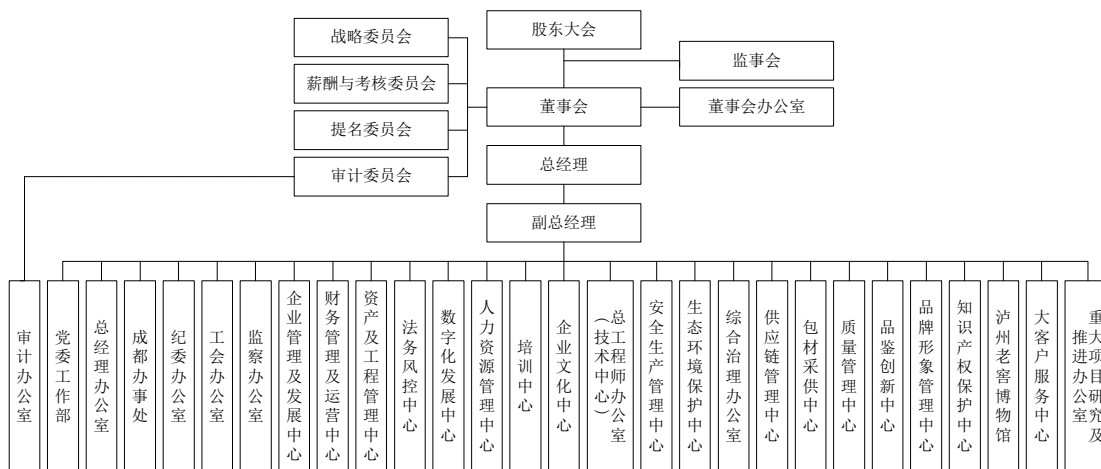 股东大会
战略委员会
监事会
薪酬与考核委员会
董事会
董事会办公室
提名委员会
总经理
审计委员会
副总经理
审计办公室
党委工作部
总经理办公室
成都办事处
纪委办公室
工会办公室
监察办公室
企业管理及发展中心
财务管理及运营中心
资产及工程管理中心
法务风控中心
数字化发展中心
人力资源管理中心
培训中心
企业文化中心
总工程师办公室
（技术中心）
安全生产管理中心
生态环境保护中心
综合治理办公室
供应链管理中心
包材采供中心
质量管理中心
品鉴创新中心
品牌形象管理中心
知识产权保护中心
泸州老窖博物馆
大客户服务中心
重大项目研究及
推进办公室